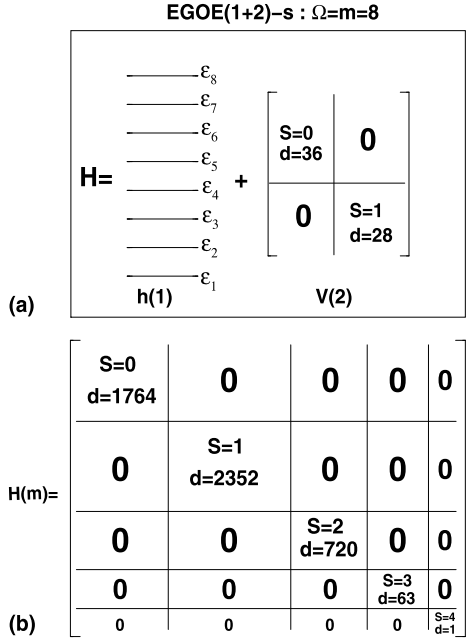 EGOE(1+2)-s : Ω=m=8
ε8
ε7
ε6
ε5
ε4
ε3
ε2
ε1
H=
+
S=0
d=36
0
0
S=1
d=28
h(1)
V(2)
(a)
S=0
d=1764
0
0
0
0
0
S=1
d=2352
0
0
0
H(m)=
0
0
S=2
d=720
0
0
0
0
0
S=3
d=63
0
0
0
0
0
S=4
d=1
(b)